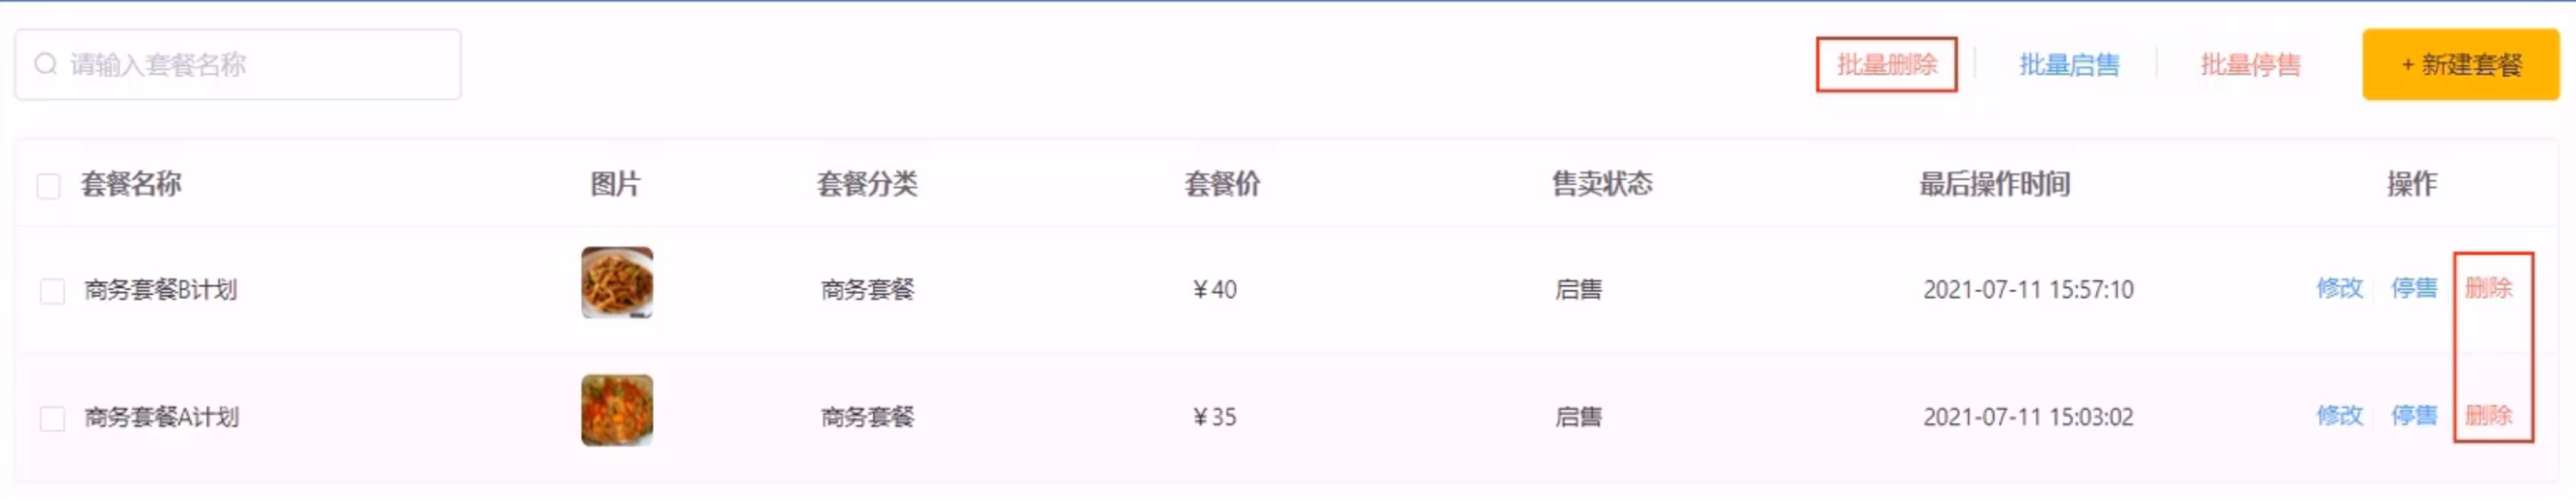 请输入套餐名称 批量删除 批量启售 批量停售 + 新建套餐
套餐名称 图片 套餐分类 套餐价 售卖状态 最后操作时间 操作
商务套餐B计划 商务套餐 ￥40 启售 2021-07-11 15:57:10 修改 停售 删除
商务套餐A计划 商务套餐 ￥35 启售 2021-07-11 15:03:02 修改 停售 删除